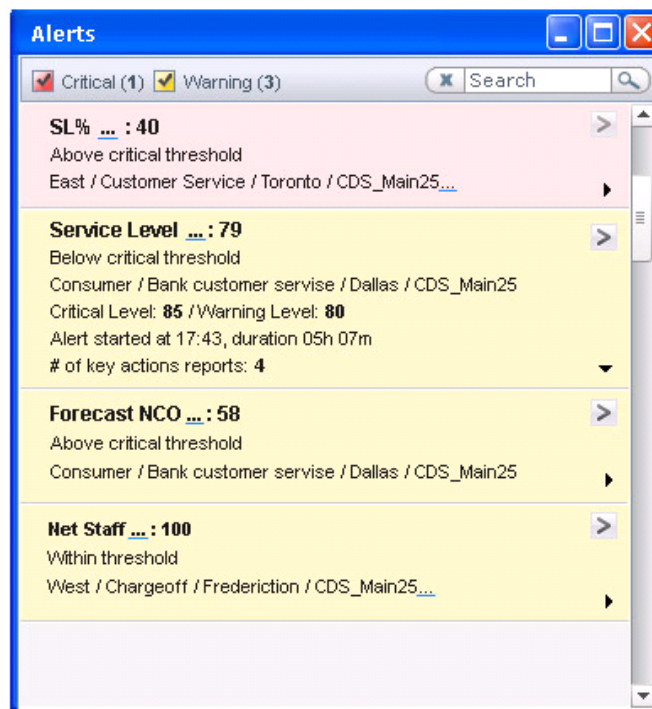 Alerts
Critical (1) Warning (3) Search
SL% ... : 40
Above critical threshold
East / Customer Service / Toronto / CDS_Main25...
Service Level ... : 79
Below critical threshold
Consumer / Bank customer servise / Dallas / CDS_Main25
Critical Level: 85 / Warning Level: 80
Alert started at 17:43, duration 05h 07m
# of key actions reports: 4
Forecast NCO ... : 58
Above critical threshold
Consumer / Bank customer servise / Dallas / CDS_Main25
Net Staff ... : 100
Within threshold
West / Chargeoff / Frederiction / CDS_Main25...